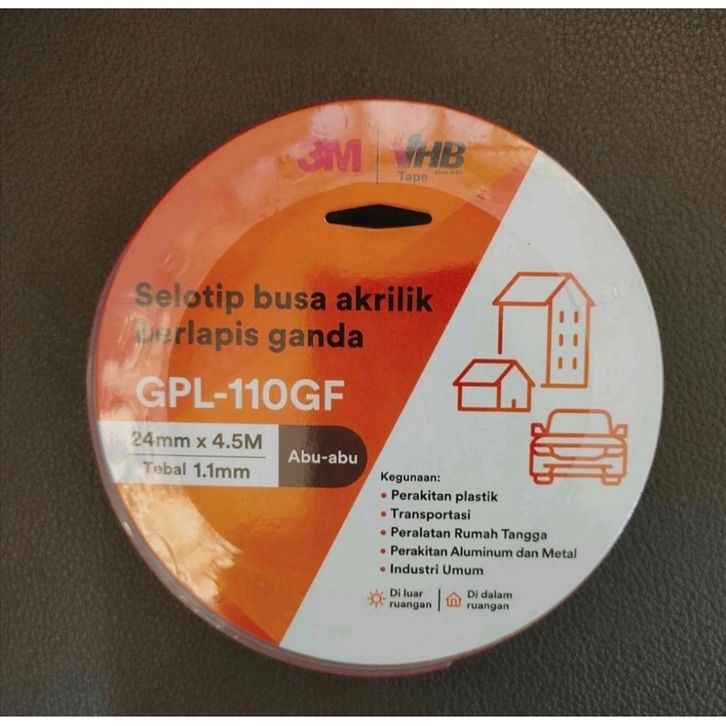 3M VHB
Tape
Selotip busa akrilik
berlapis ganda
GPL-110GF
24mm x 4.5M
Tebal 1.1mm
Abu-abu
Kegunaan:
• Perakitan plastik
• Transportasi
• Peralatan Rumah Tangga
• Perakitan Aluminum dan Metal
• Industri Umum
Di luar
ruangan
Di dalam
ruangan